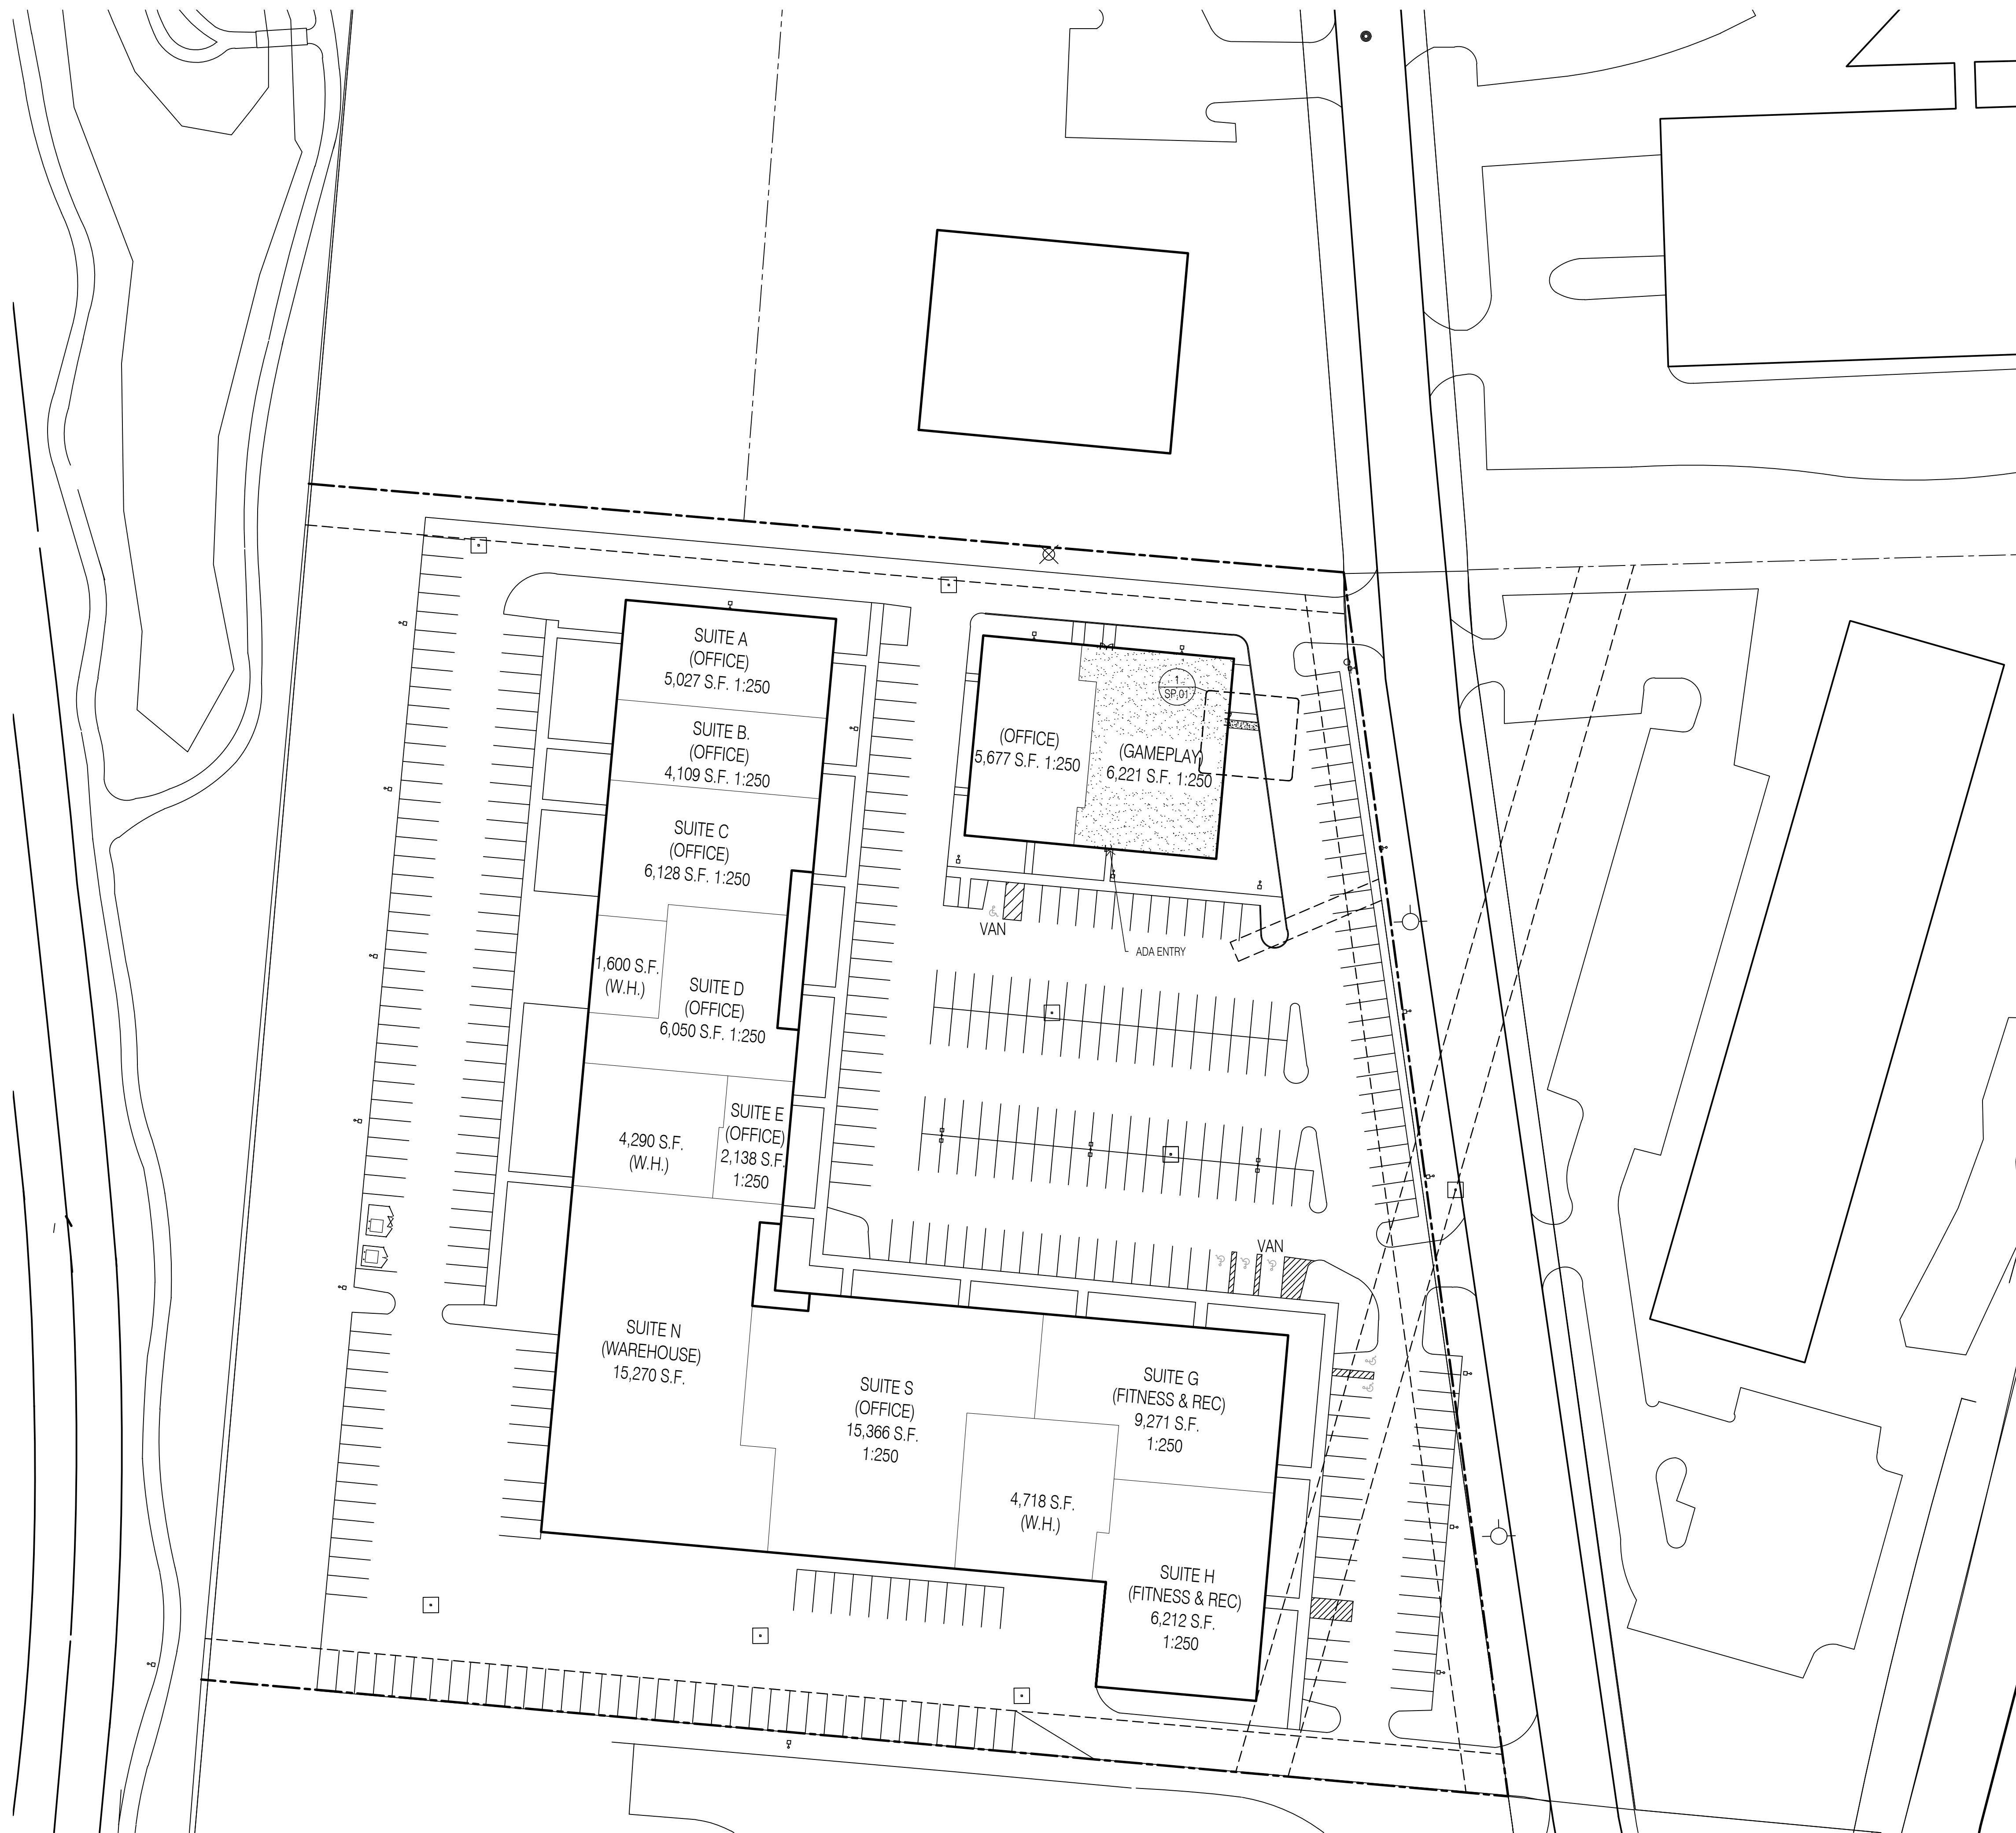 SUITE A
(OFFICE)
5,027 S.F. 1:250
SUITE B.
(OFFICE)
4,109 S.F. 1:250
SUITE C
(OFFICE)
6,128 S.F. 1:250
1,600 S.F.
(W.H.)
SUITE D
(OFFICE)
6,050 S.F. 1:250
4,290 S.F.
(W.H.)
SUITE E
(OFFICE)
2,138 S.F.
1:250
SUITE N
(WAREHOUSE)
15,270 S.F.
SUITE S
(OFFICE)
15,366 S.F.
1:250
SUITE G
(FITNESS & REC)
9,271 S.F.
1:250
4,718 S.F.
(W.H.)
SUITE H
(FITNESS & REC)
6,212 S.F.
1:250
(OFFICE)
5,677 S.F. 1:250
1
SP.01
(GAMEPLAY)
6,221 S.F. 1:250
VAN
ADA ENTRY
VAN